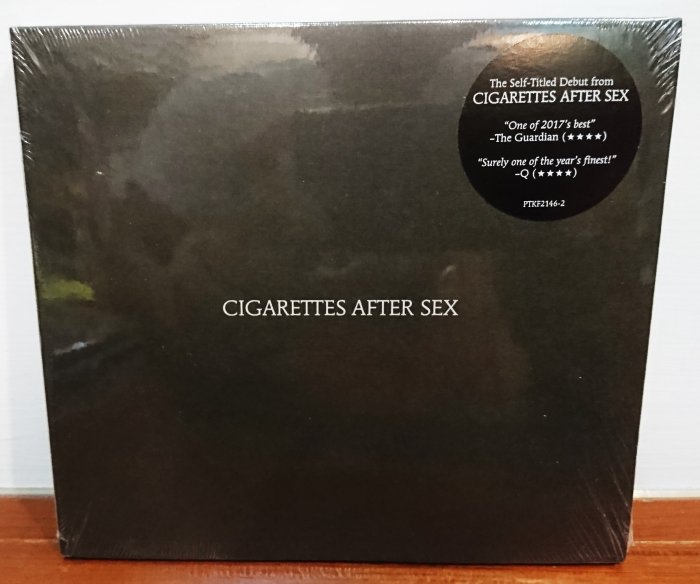 The Self-Titled Debut from
CIGARETTES AFTER SEX
“One of 2017’s best”
–The Guardian (★★★★)
“Surely one of the year’s finest!”
–Q (★★★★)
PTKF2146-2
CIGARETTES AFTER SEX